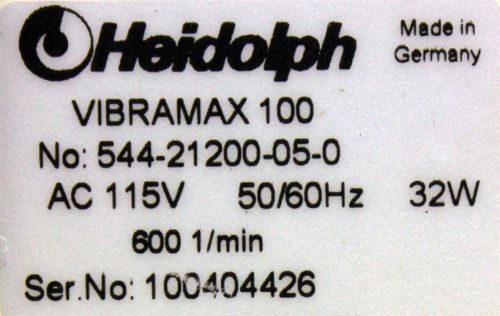 Heidolph
Made in
Germany
VIBRAMAX 100
No: 544-21200-05-0
AC 115V 50/60Hz 32W
600 1/min
Ser.No: 100404426